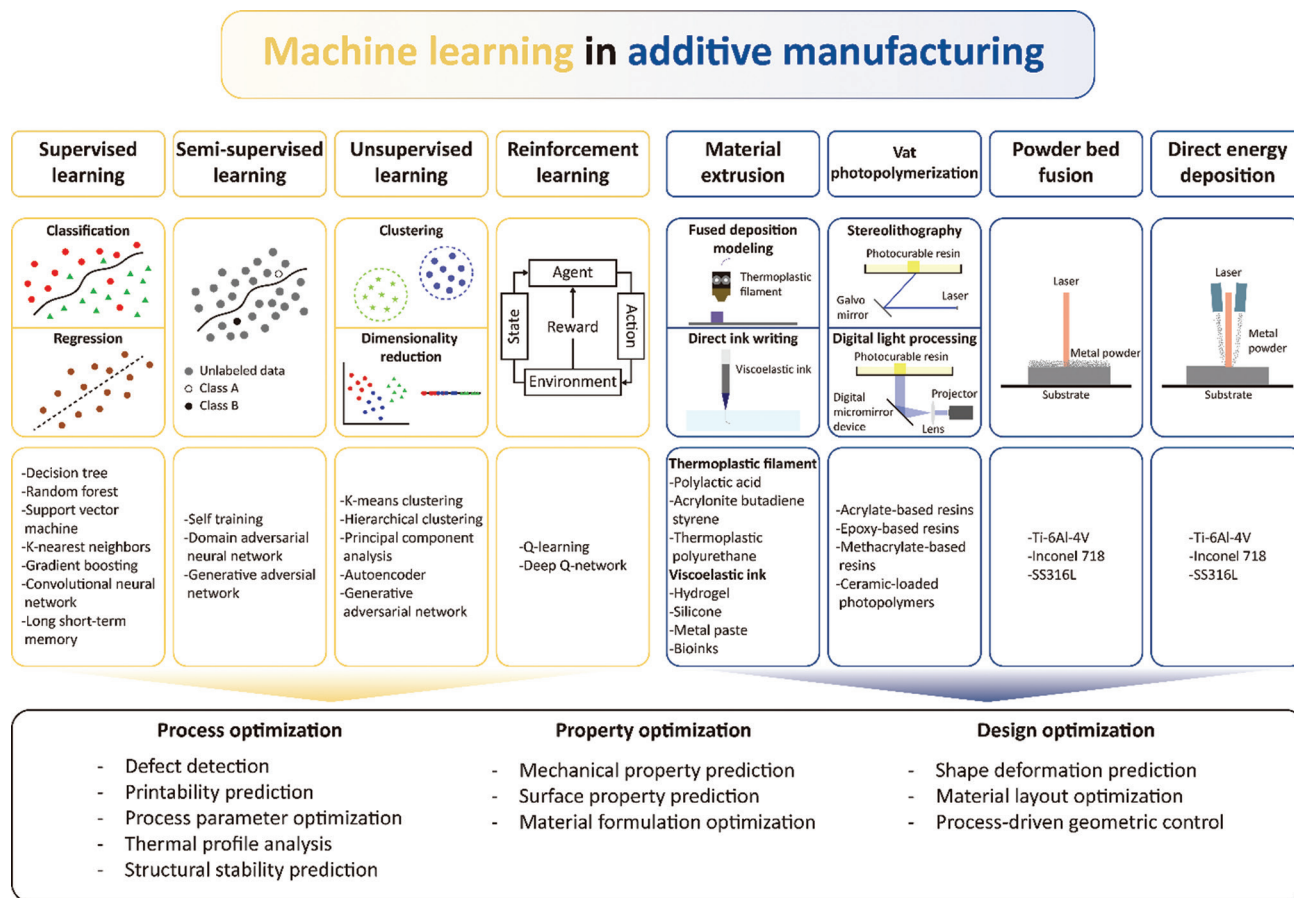 Machine learning in additive manufacturing
Supervised
learning
Semi-supervised
learning
Unsupervised
learning
Reinforcement
learning
Material
extrusion
Vat
photopolymerization
Powder bed
fusion
Direct energy
deposition
Classification
Regression
Unlabeled data
Class A
Class B
Clustering
Dimensionality
reduction
Agent
State
Reward
Action
Environment
Fused deposition
modeling
Thermoplastic
filament
Direct ink writing
Viscoelastic ink
Stereolithography
Photocurable resin
Galvo
mirror
Laser
Digital light processing
Photocurable resin
Digital
micromirror
device
Projector
Lens
Laser
Metal powder
Substrate
Laser
Metal
powder
Substrate
-Decision tree
-Random forest
-Support vector
machine
-K-nearest neighbors
-Gradient boosting
-Convolutional neural
network
-Long short-term
memory
-Self training
-Domain adversarial
neural network
-Generative adversial
network
-K-means clustering
-Hierarchical clustering
-Principal component
analysis
-Autoencoder
-Generative
adversarial network
-Q-learning
-Deep Q-network
Thermoplastic filament
-Polylactic acid
-Acrylonite butadiene
styrene
-Thermoplastic
polyurethane
Viscoelastic ink
-Hydrogel
-Silicone
-Metal paste
-Bioinks
-Acrylate-based resins
-Epoxy-based resins
-Methacrylate-based
resins
-Ceramic-loaded
photopolymers
-Ti-6Al-4V
-Inconel 718
-SS316L
-Ti-6Al-4V
-Inconel 718
-SS316L
Process optimization
- Defect detection
- Printability prediction
- Process parameter optimization
- Thermal profile analysis
- Structural stability prediction
Property optimization
- Mechanical property prediction
- Surface property prediction
- Material formulation optimization
Design optimization
- Shape deformation prediction
- Material layout optimization
- Process-driven geometric control